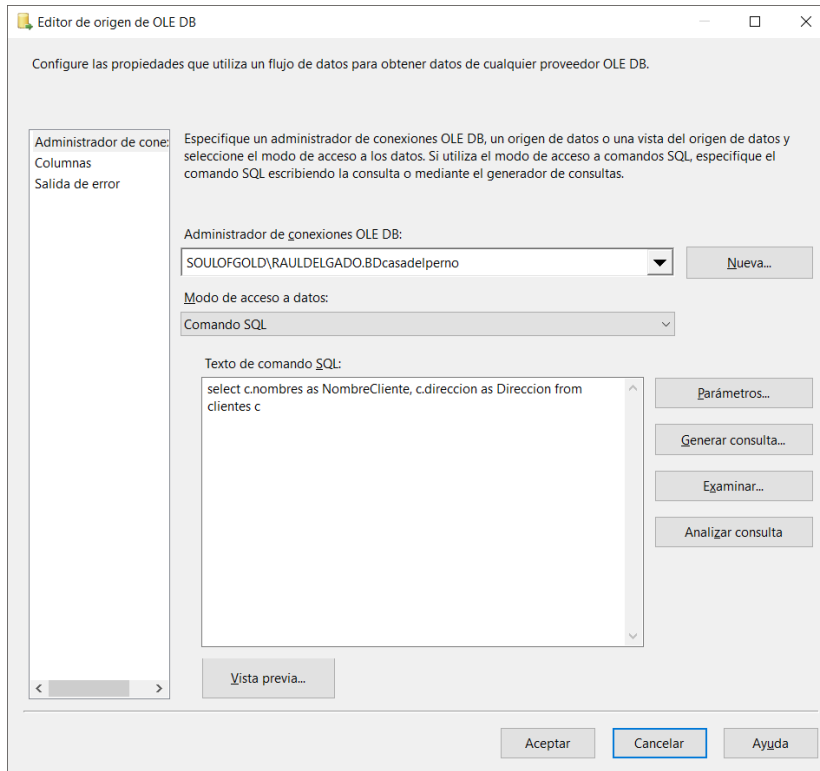 Editor de origen de OLE DB
Configure las propiedades que utiliza un flujo de datos para obtener datos de cualquier proveedor OLE DB.
Administrador de cone:
Columnas
Salida de error
Especifique un administrador de conexiones OLE DB, un origen de datos o una vista del origen de datos y
seleccione el modo de acceso a los datos. Si utiliza el modo de acceso a comandos SQL, especifique el
comando SQL escribiendo la consulta o mediante el generador de consultas.
Administrador de conexiones OLE DB:
SOULOFGOLD\RAULDELGADO.BDcasadelperno
Nueva...
Modo de acceso a datos:
Comando SQL
Texto de comando SQL:
select c.nombres as NombreCliente, c.direccion as Direccion from
clientes c
Parámetros...
Generar consulta...
Examinar...
Analizar consulta
Vista previa...
Aceptar
Cancelar
Ayuda